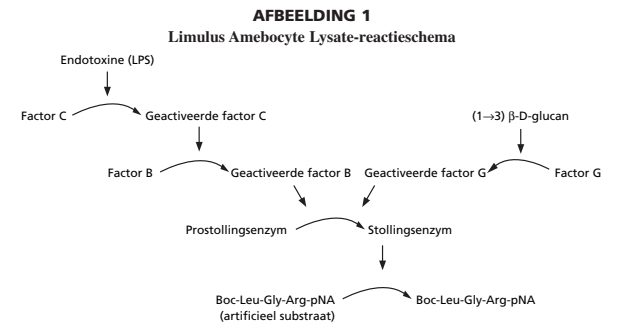 AFBEELDING 1
Limulus Amebocyte Lysate-reactieschema
Endotoxine (LPS)
Factor C
Geactiveerde factor C
(1→3) β-D-glucan
Factor B
Geactiveerde factor B
Geactiveerde factor G
Factor G
Prostollingsenzym
Stollingsenzym
Boc-Leu-Gly-Arg-pNA
Boc-Leu-Gly-Arg-pNA
(artificieel substraat)